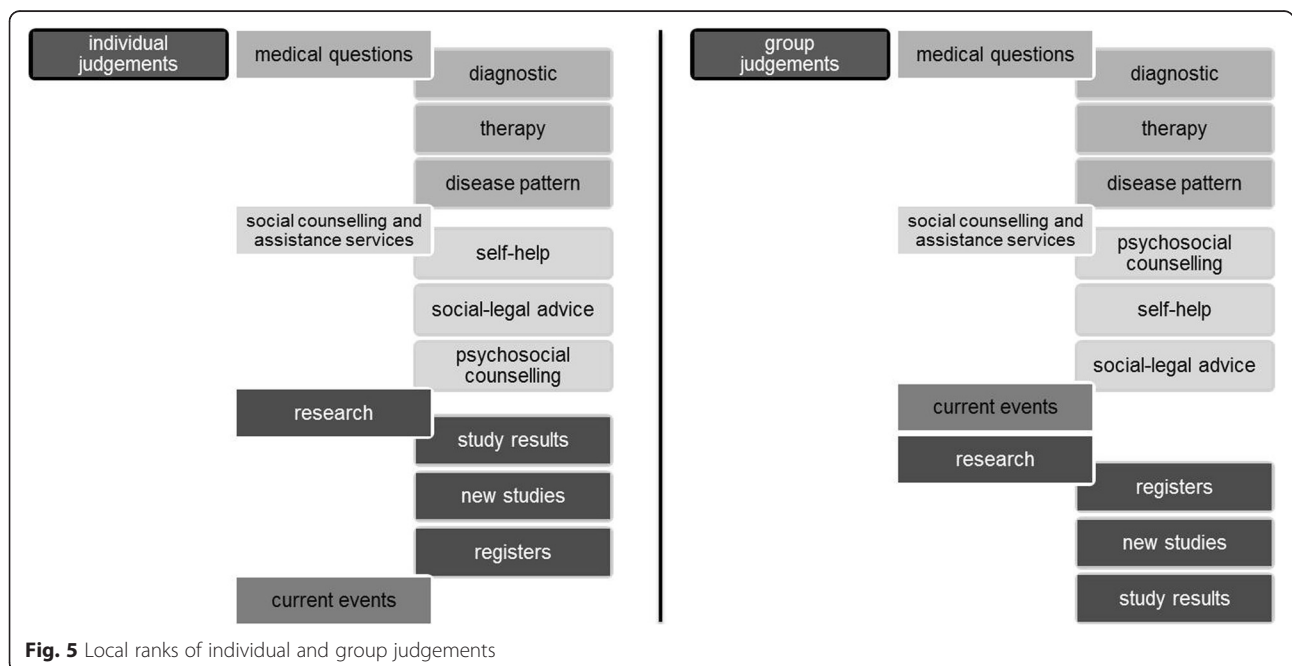 individual
judgements
medical questions
diagnostic
therapy
disease pattern
social counselling and
assistance services
self-help
social-legal advice
psychosocial
counselling
research
study results
new studies
registers
current events
group
judgements
medical questions
diagnostic
therapy
disease pattern
social counselling and
assistance services
psychosocial
counselling
self-help
social-legal advice
current events
research
registers
new studies
study results
Fig. 5 Local ranks of individual and group judgements